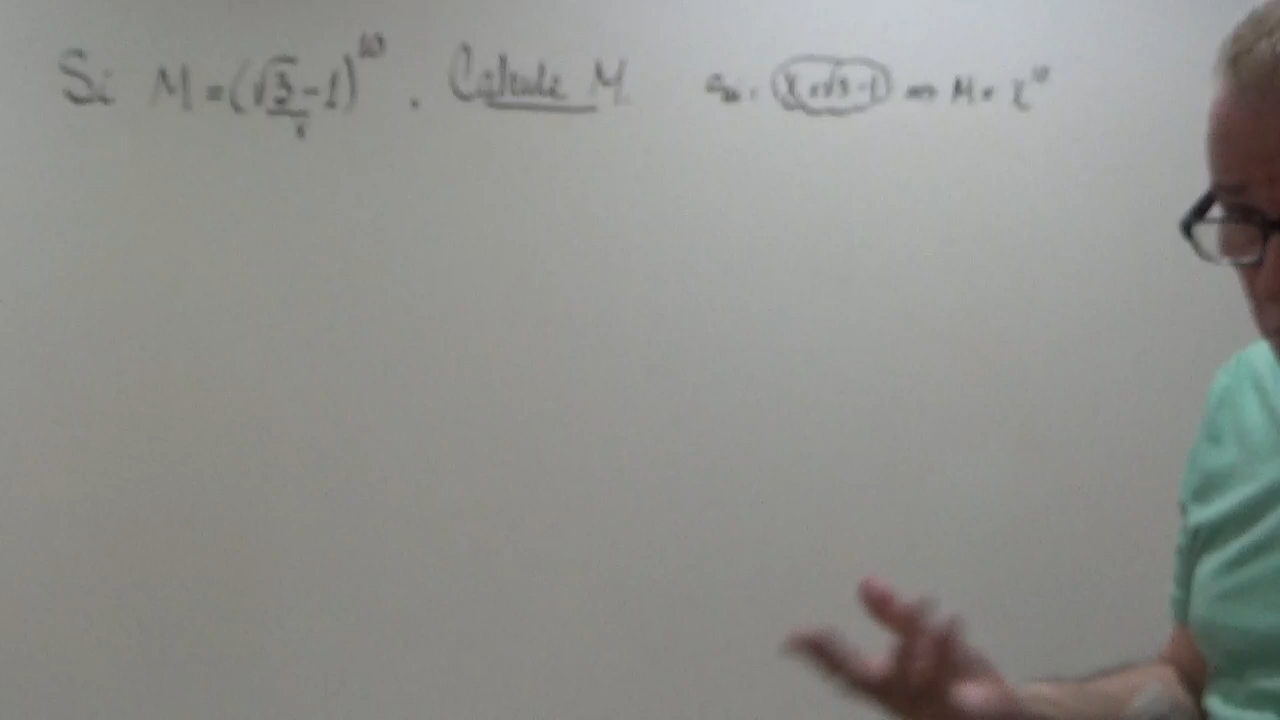 Si M = (√3 - 1)^10 . Calcule M x = √3 - 1 ⇒ M = x^10
x